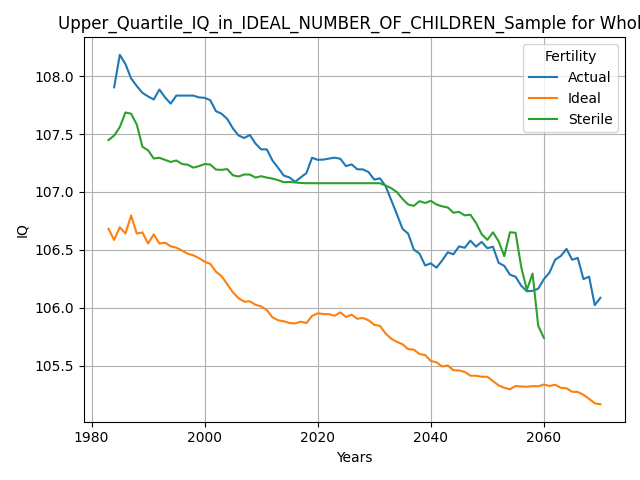 Upper_Quartile_IQ_in_IDEAL_NUMBER_OF_CHILDREN_Sample for Whol
Fertility
Actual
Ideal
Sterile
108.0
107.5
107.0
106.5
106.0
105.5
IQ
1980 2000 2020 2040 2060
Years